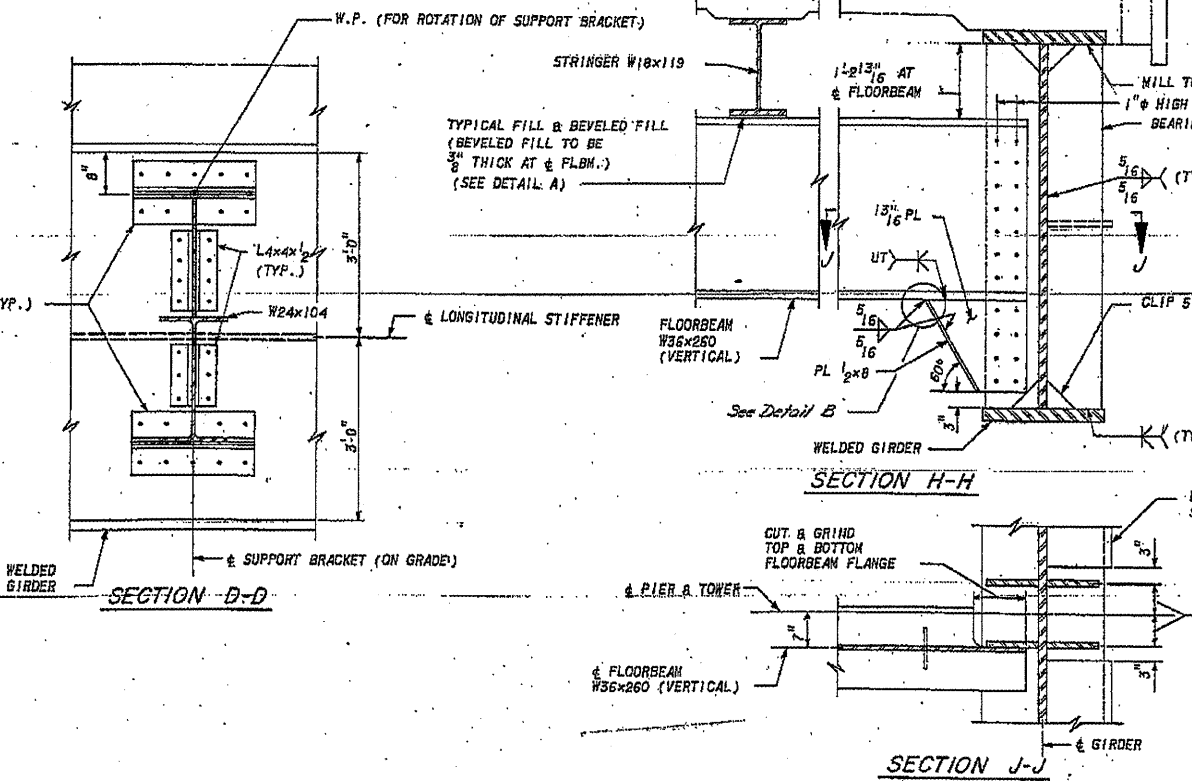 W.P. (FOR ROTATION OF SUPPORT BRACKET)
8"
L4x4x1/2
(TYP.)
3'-0"
W24x104
℄ LONGITUDINAL STIFFENER
3'-0"
℄ SUPPORT BRACKET (ON GRADE)
WELDED
GIRDER
SECTION D-D
STRINGER W18x119
1'-2 13/16" AT
℄ FLOORBEAM
TYPICAL FILL & BEVELED FILL
(BEVELED FILL TO BE
3/8" THICK AT ℄ FLBM.)
(SEE DETAIL A)
MILL
1"φ HIGH
5/16
5/16
13/16" PL
J
J
UT
CLIP
FLOORBEAM
W36x260
(VERTICAL)
5/16
5/16
PL 1/2x8
60°
See Detail B
3"
WELDED GIRDER
SECTION H-H
CUT & GRIND
TOP & BOTTOM
FLOORBEAM FLANGE
3"
℄ PIER & TOWER
7"
℄ FLOORBEAM
W36x260 (VERTICAL)
3"
℄ GIRDER
SECTION J-J